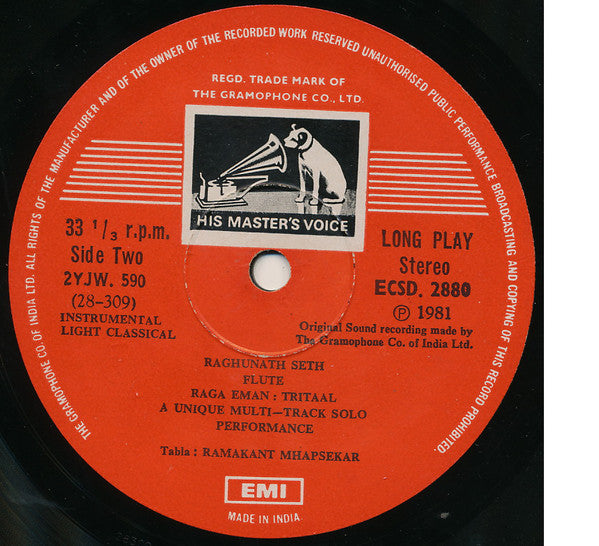 THE GRAMOPHONE CO. OF INDIA LTD. ALL RIGHTS OF THE MANUFACTURER AND OF THE OWNER OF THE RECORDED WORK RESERVED UNAUTHORISED PUBLIC PERFORMANCE BROADCASTING AND COPYING OF THIS RECORD PROHIBITED.
REGD. TRADE MARK OF
THE GRAMOPHONE CO., LTD.
HIS MASTER'S VOICE
33 1/3 r.p.m.
Side Two
2YJW. 590
(28-309)
INSTRUMENTAL
LIGHT CLASSICAL
LONG PLAY
Stereo
ECSD. 2880
Ⓟ 1981
Original Sound recording made by
The Gramophone Co. of India Ltd.
RAGHUNATH SETH
FLUTE
RAGA EMAN : TRITAAL
A UNIQUE MULTI—TRACK SOLO
PERFORMANCE
Tabla : RAMAKANT MHAPSEKAR
EMI
MADE IN INDIA